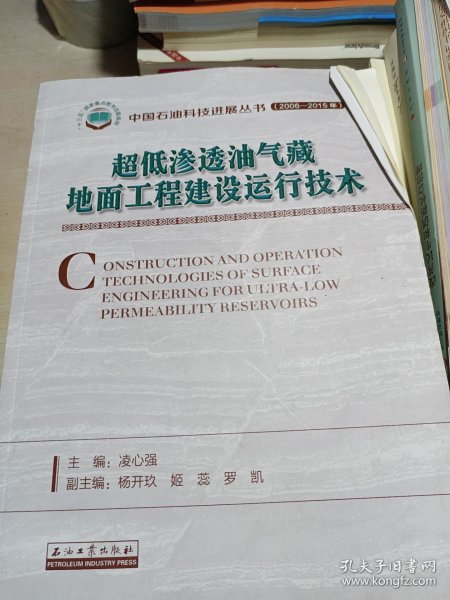 中国石油科技进展丛书(2006—2015年)
超低渗透油气藏
地面工程建设运行技术
CONSTRUCTION AND OPERATION
TECHNOLOGIES OF SURFACE
ENGINEERING FOR ULTRA-LOW
PERMEABILITY RESERVOIRS
主 编:凌心强
副主编:杨开玖 姬 蕊 罗 凯
石油工业出版社
PETROLEUM INDUSTRY PRESS
孔夫子旧书网
www.kongfz.com